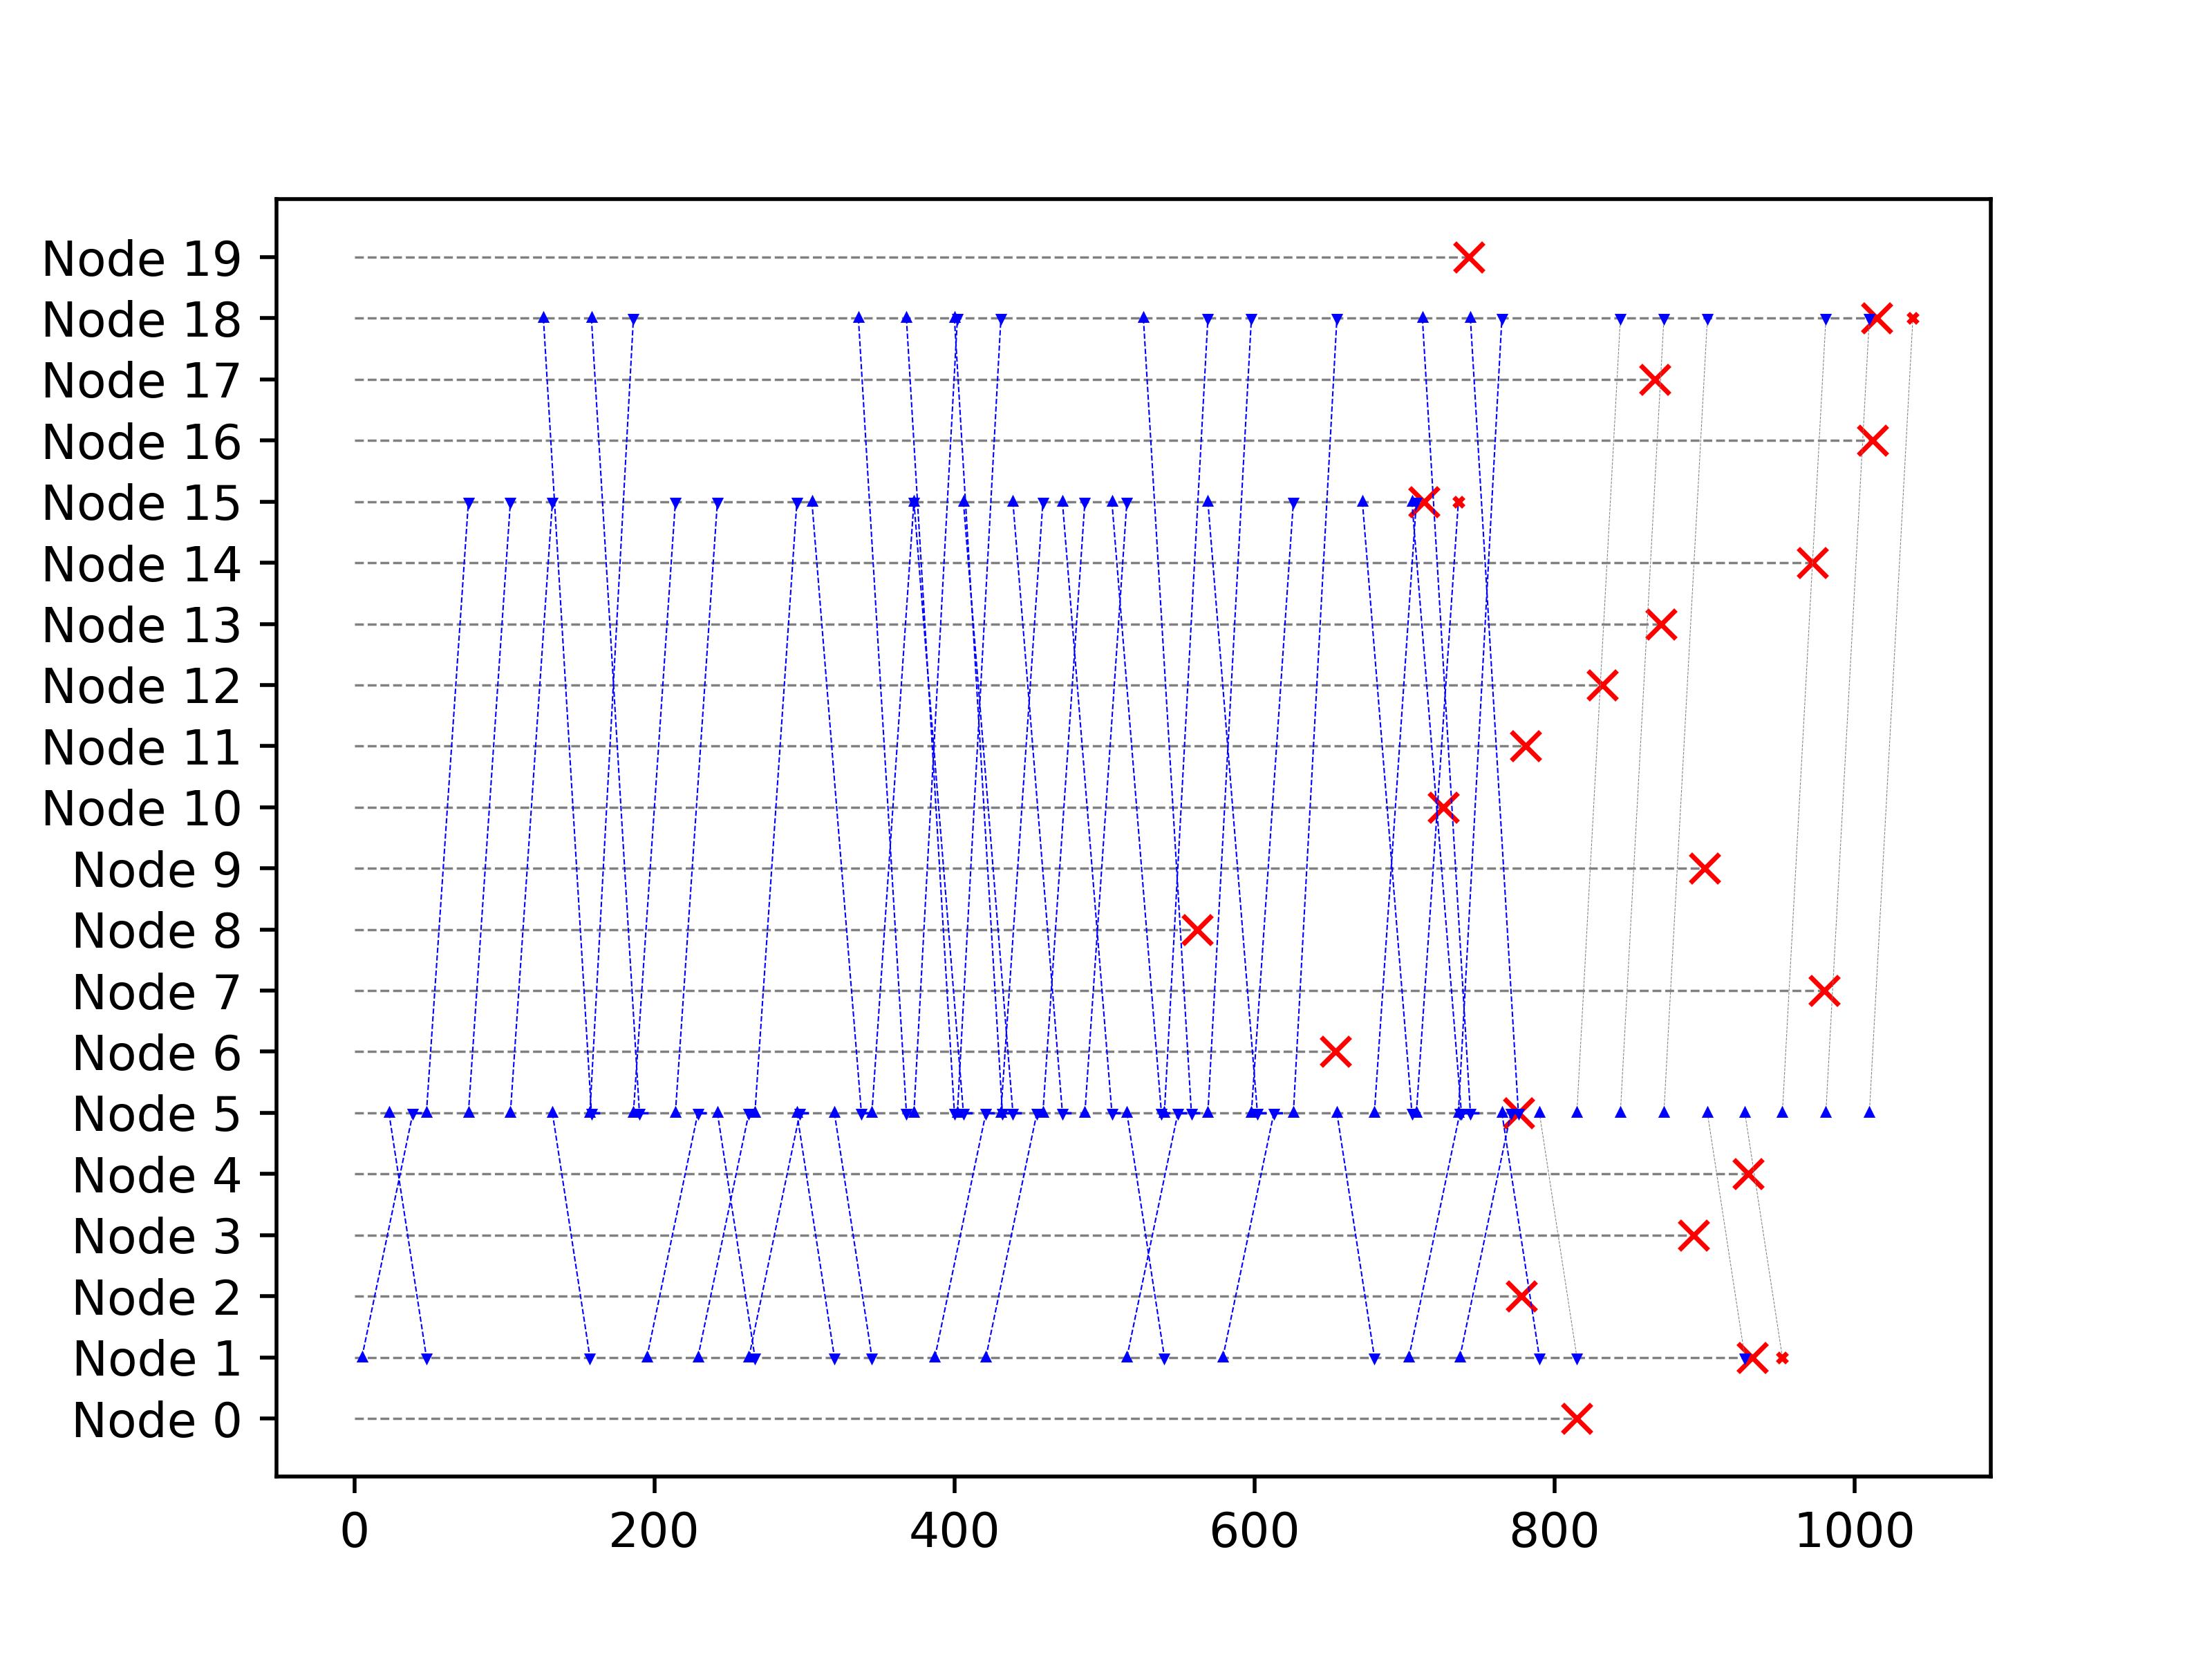 Node 19
Node 18
Node 17
Node 16
Node 15
Node 14
Node 13
Node 12
Node 11
Node 10
Node 9
Node 8
Node 7
Node 6
Node 5
Node 4
Node 3
Node 2
Node 1
Node 0
0 200 400 600 800 1000